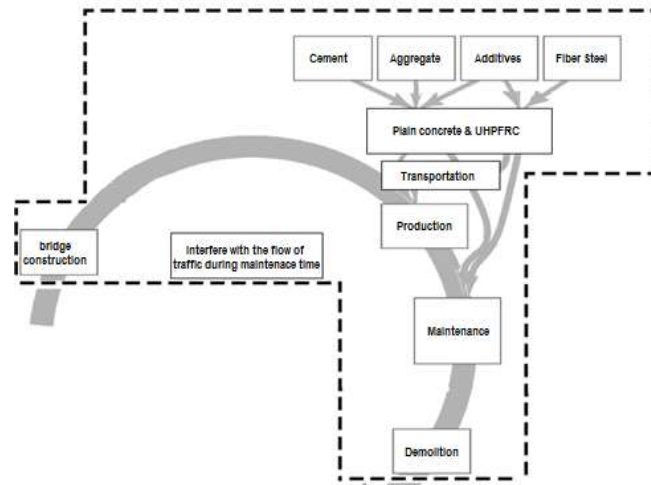 Cement
Aggregate
Additives
Fiber Steel
Plain concrete & UHPFRC
Transportation
Production
bridge
construction
Interfere with the flow of
traffic during maintenace time
Maintenance
Demolition